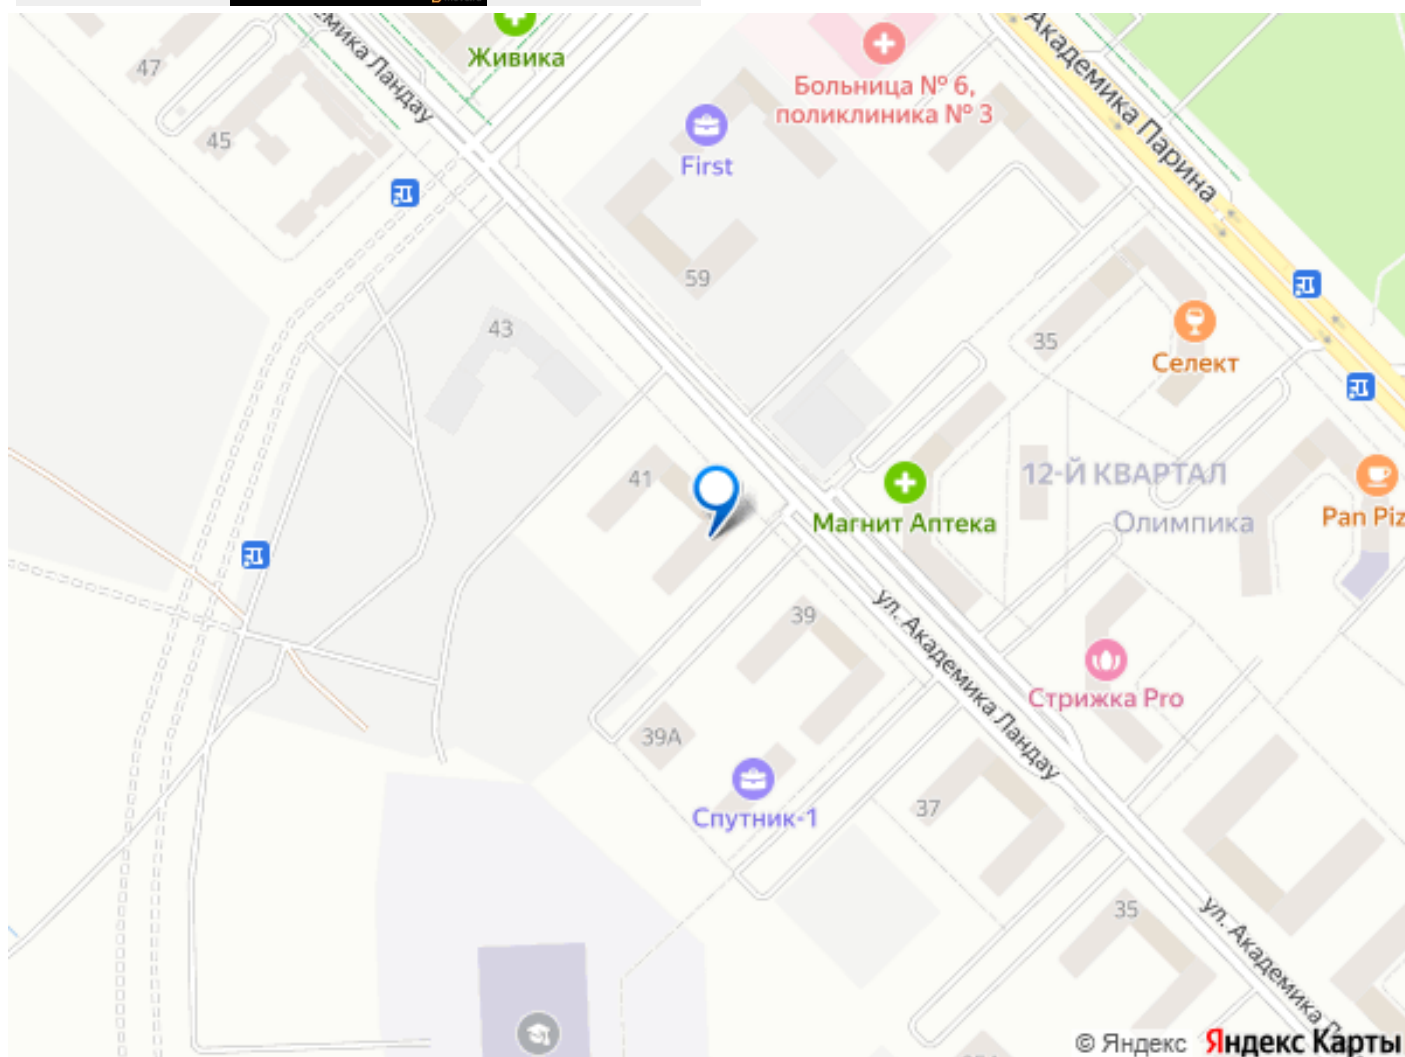 47
45
Живика
Больница № 6,
поликлиника № 3
First
59
43
Академика Парина
35
Селект
41
12-Й КВАРТАЛ
Олимпика
Магнит Аптека
Pan Piz
39
ул. Академика Ландау
Стрижка Pro
39А
Спутник-1
37
35
ул. Академика
© Яндекс Яндекс Карты